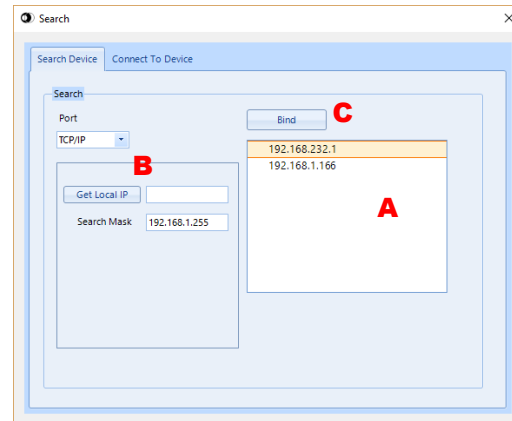 Search
Search Device Connect To Device
Search
Port
TCP/IP
B
Get Local IP
Search Mask 192.168.1.255
Bind C
192.168.232.1
192.168.1.166
A